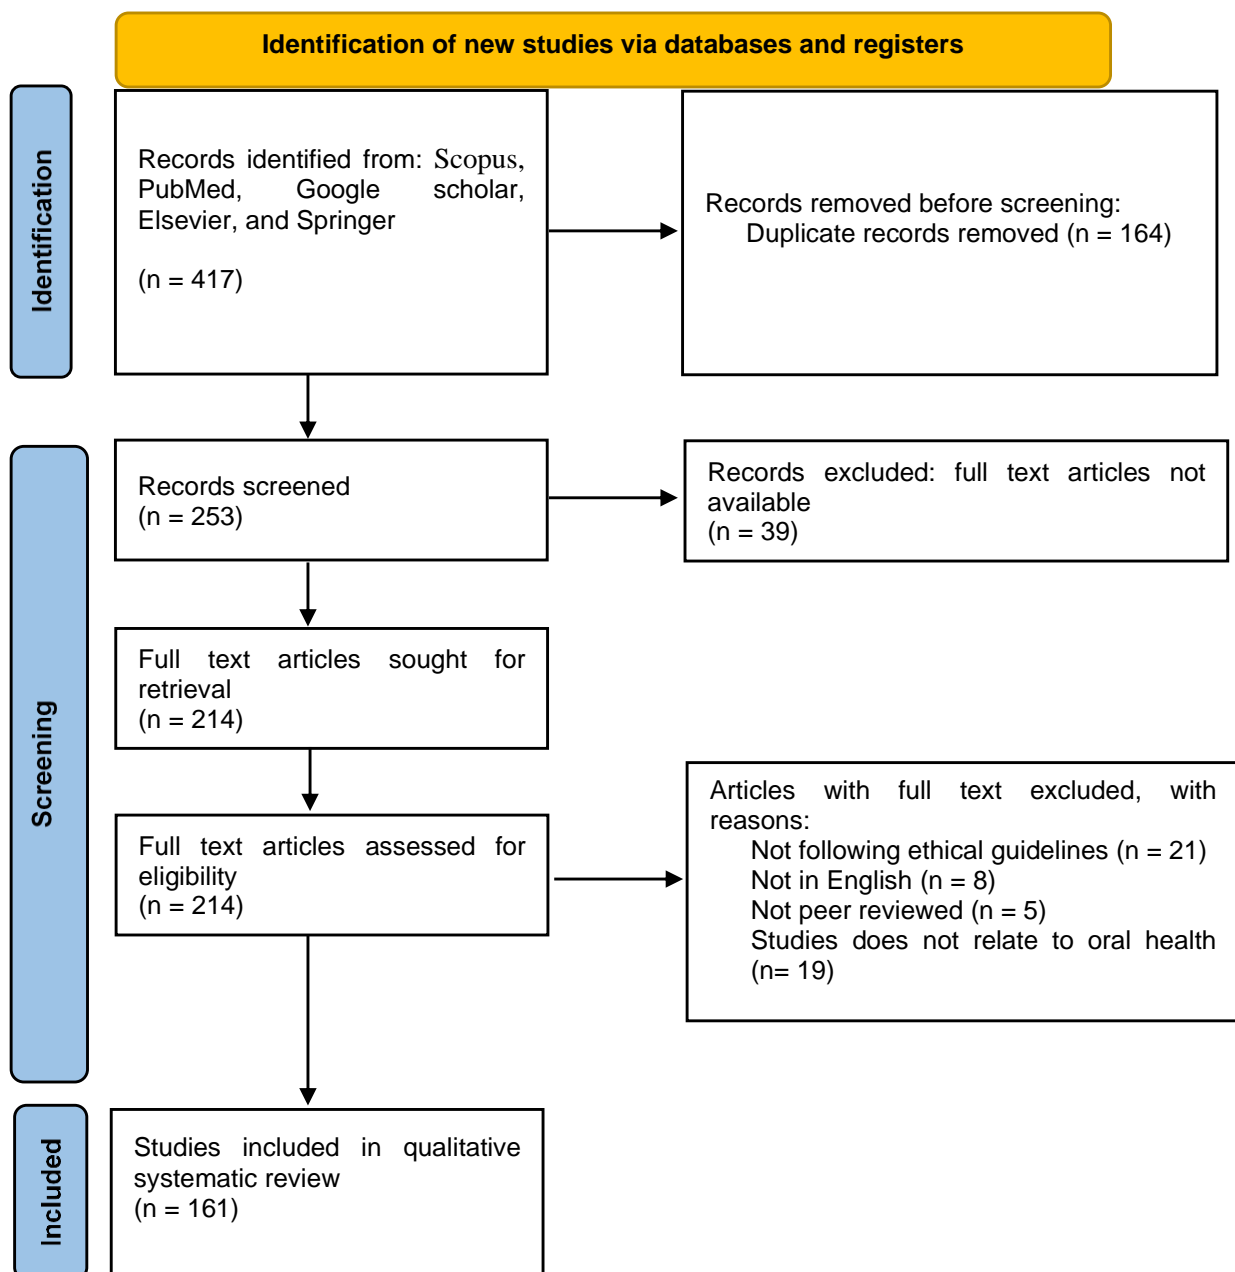 Identification of new studies via databases and registers
Identification
Records identified from: Scopus,
PubMed, Google scholar,
Elsevier, and Springer
(n = 417)
Records removed before screening:
Duplicate records removed (n = 164)
Screening
Records screened
(n = 253)
Records excluded: full text articles not
available
(n = 39)
Full text articles sought for
retrieval
(n = 214)
Full text articles assessed for
eligibility
(n = 214)
Articles with full text excluded, with
reasons:
Not following ethical guidelines (n = 21)
Not in English (n = 8)
Not peer reviewed (n = 5)
Studies does not relate to oral health
(n= 19)
Included
Studies included in qualitative
systematic review
(n = 161)